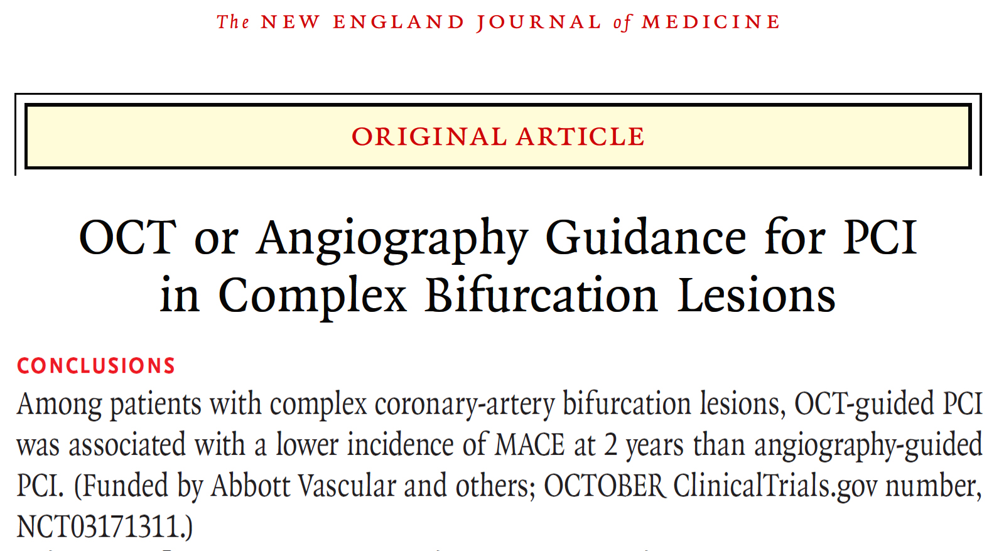 The NEW ENGLAND JOURNAL of MEDICINE
ORIGINAL ARTICLE
OCT or Angiography Guidance for PCI
in Complex Bifurcation Lesions
CONCLUSIONS
Among patients with complex coronary-artery bifurcation lesions, OCT-guided PCI
was associated with a lower incidence of MACE at 2 years than angiography-guided
PCI. (Funded by Abbott Vascular and others; OCTOBER ClinicalTrials.gov number,
NCT03171311.)